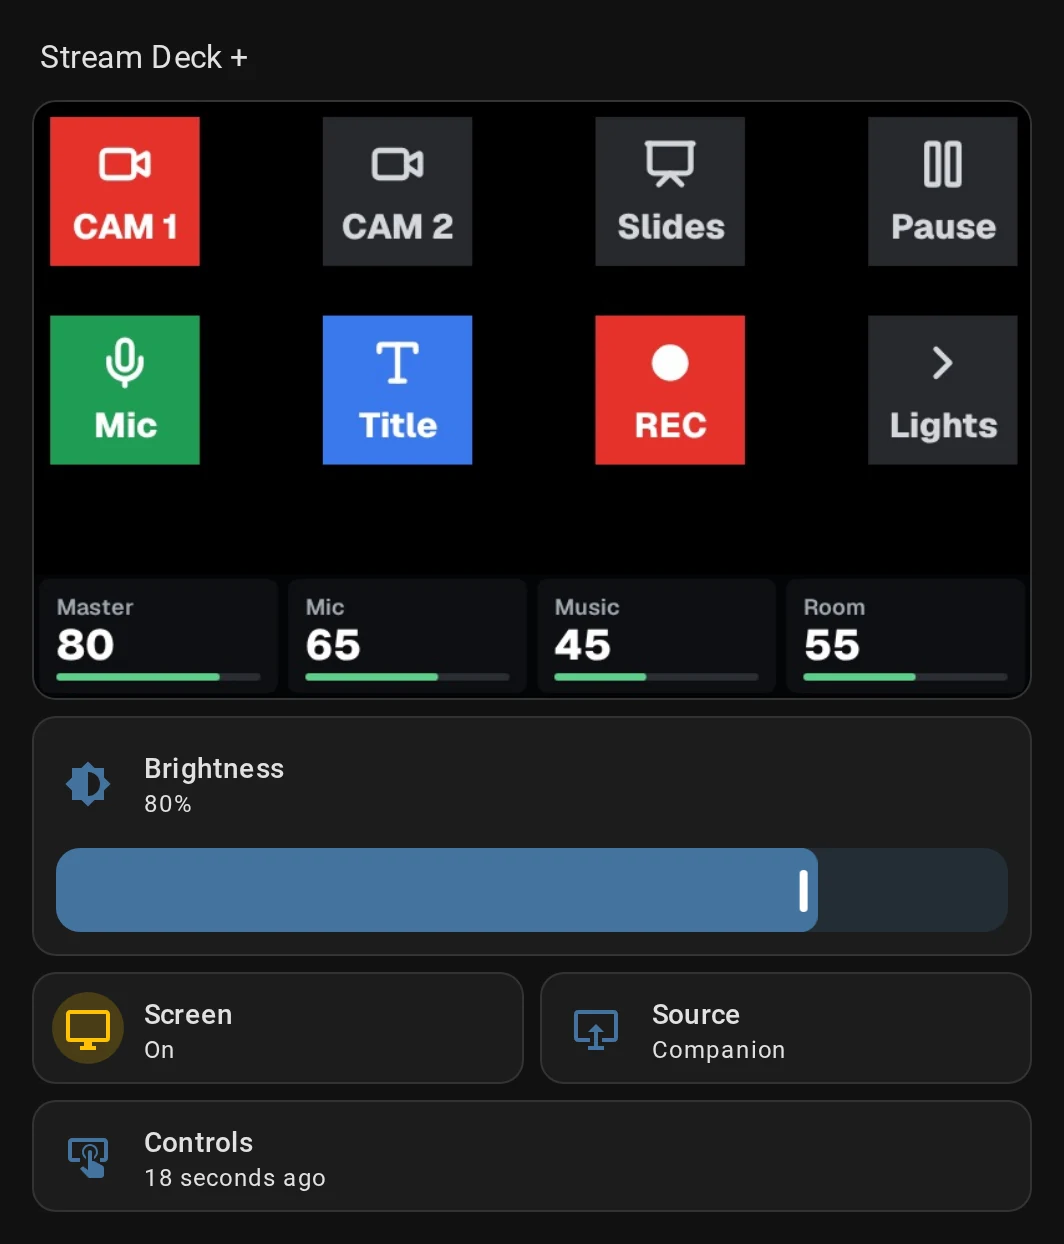 Stream Deck +
CAM 1
CAM 2
Slides
Pause
Mic
Title
REC
Lights
Master
80
Mic
65
Music
45
Room
55
Brightness
80%
Screen
On
Source
Companion
Controls
18 seconds ago